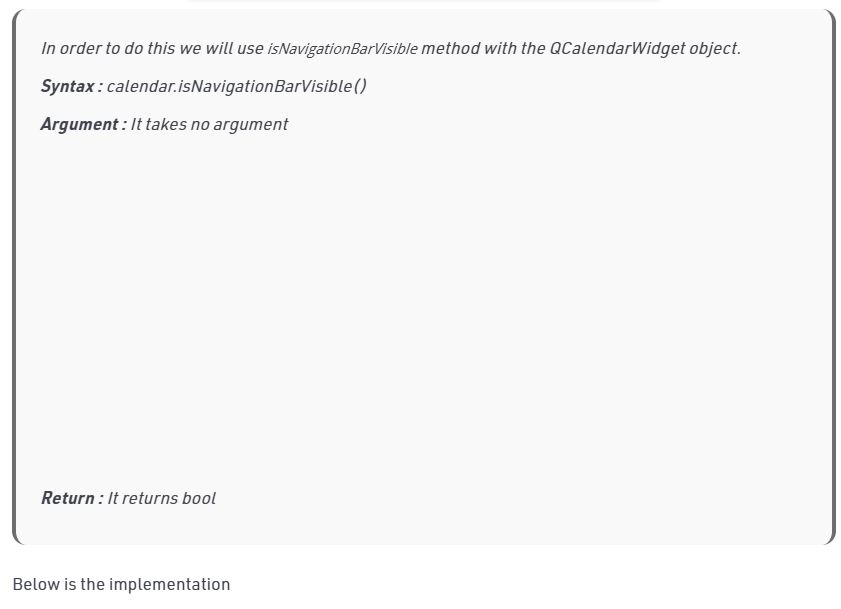 In order to do this we will use isNavigationBarVisible method with the QCalendarWidget object.
Syntax : calendar.isNavigationBarVisible()
Argument : It takes no argument
Return : It returns bool
Below is the implementation